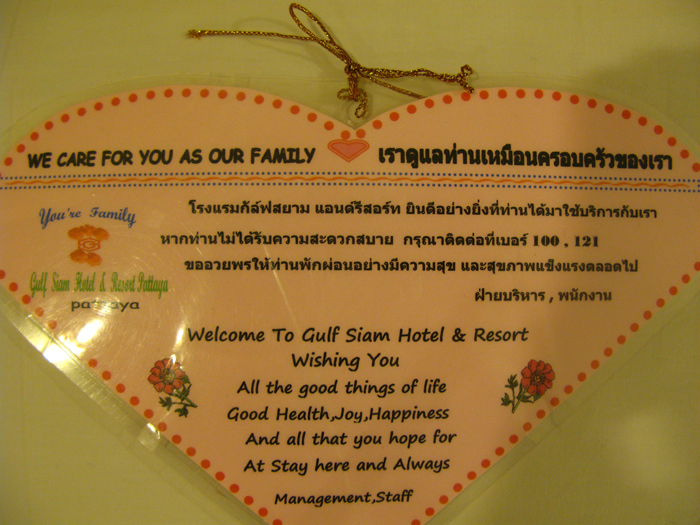 WE CARE FOR YOU AS OUR FAMILY เราดูแลท่านเหมือนครอบครัวของเรา
You're Family
Gulf Siam Hotel & Resort Pattaya
pattaya
โรงแรมกัล์ฟสยาม แอนด์รีสอร์ท ยินดีอย่างยิ่งที่ท่านได้มาใช้บริการกับเรา
หากท่านไม่ได้รับความสะดวกสบาย กรุณาติดต่อที่เบอร์ 100 , 121
ขออวยพรให้ท่านพักผ่อนอย่างมีความสุข และสุขภาพแข็งแรงตลอดไป
ฝ่ายบริหาร , พนักงาน
Welcome To Gulf Siam Hotel & Resort
Wishing You
All the good things of life
Good Health,Joy,Happiness
And all that you hope for
At Stay here and Always
Management,Staff